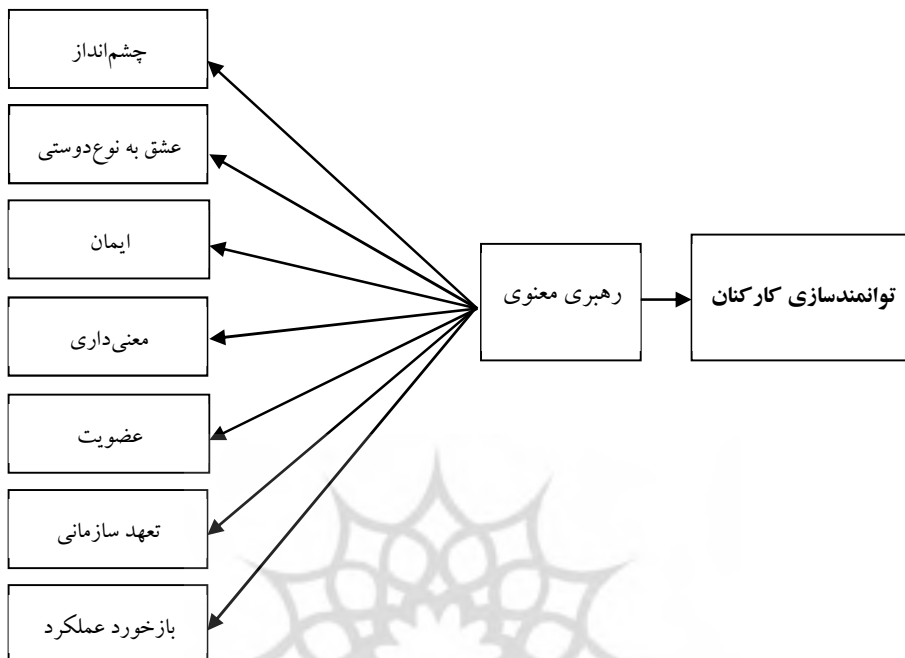 چشم‌انداز
عشق به نوع‌دوستی
ایمان
معنی‌داری
عضویت
تعهد سازمانی
بازخورد عملکرد
رهبری معنوی
توانمندسازی کارکنان